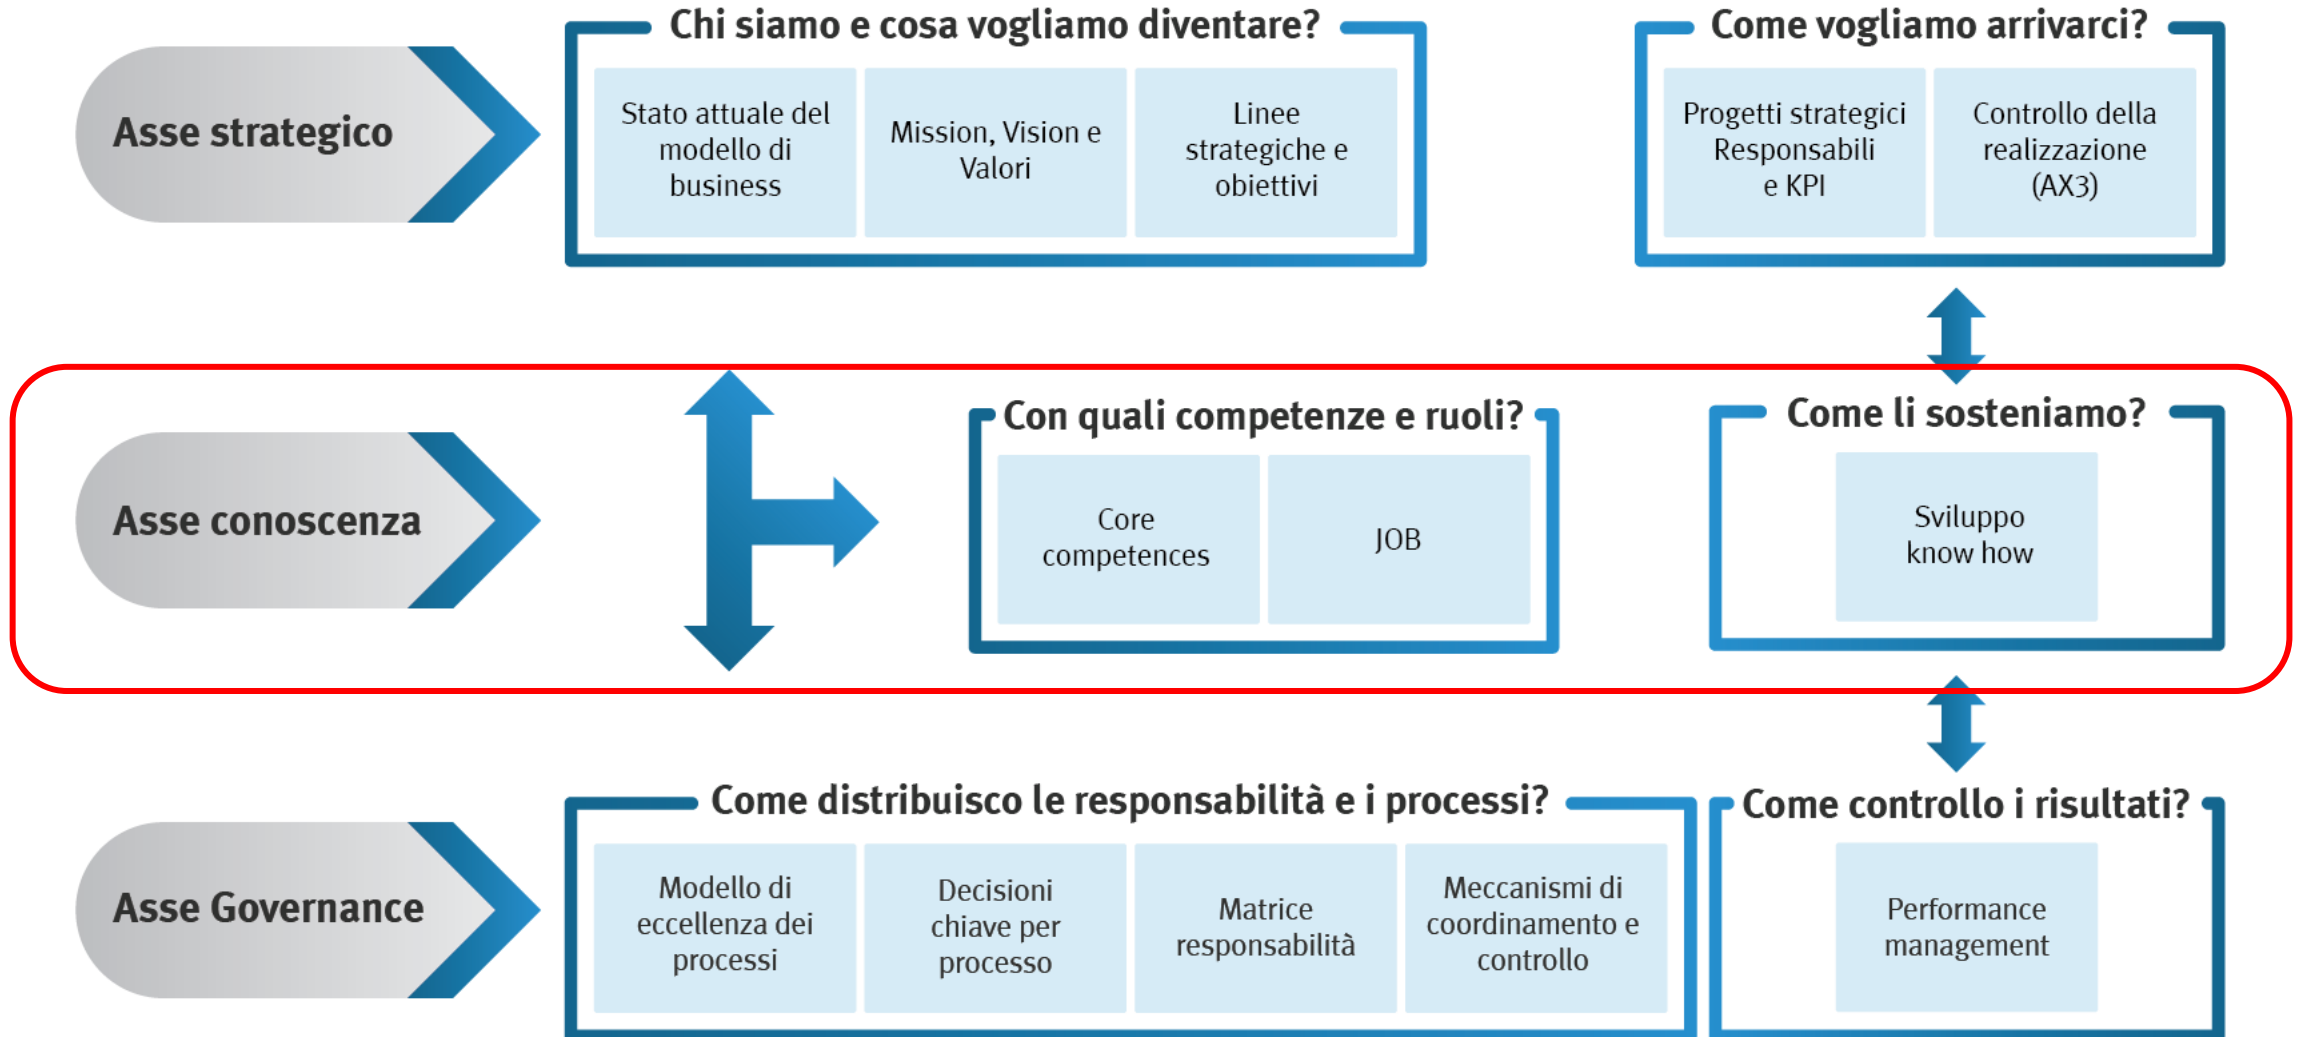 Chi siamo e cosa vogliamo diventare?
Come vogliamo arrivarci?
Asse strategico
Stato attuale del
modello di
business
Mission, Vision e
Valori
Linee
strategiche e
obiettivi
Progetti strategici
Responsabili
e KPI
Controllo della
realizzazione
(AX3)
Con quali competenze e ruoli?
Come li sosteniamo?
Asse conoscenza
Core
competences
JOB
Sviluppo
know how
Come distribuisco le responsabilità e i processi?
Come controllo i risultati?
Asse Governance
Modello di
eccellenza dei
processi
Decisioni
chiave per
processo
Matrice
responsabilità
Meccanismi di
coordinamento e
controllo
Performance
management